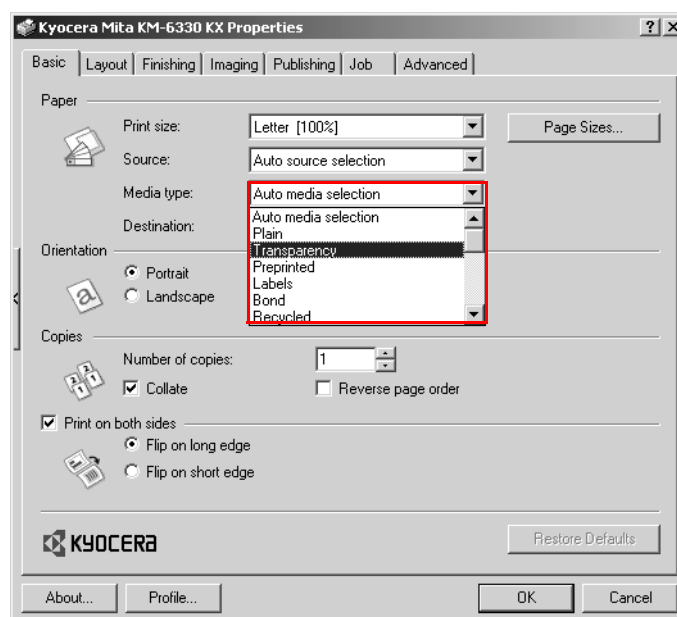 Kyocera Mita KM-6330 KX Properties
Basic Layout Finishing Imaging Publishing Job Advanced
Paper
Print size: Letter [100%] Page Sizes...
Source: Auto source selection
Media type: Auto media selection
Destination: Auto media selection
Plain
Orientation Transparency
Portrait Preprinted
Labels
Landscape Bond
Recycled
Copies
Number of copies: 1
Collate Reverse page order
Print on both sides
Flip on long edge
Flip on short edge
KYOCERA Restore Defaults
About... Profile... OK Cancel